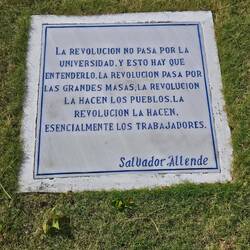 LA REVOLUCION NO PASA POR LA
UNIVERSIDAD, Y ESTO HAY QUE
ENTENDERLO, LA REVOLUCION PASA POR
LAS GRANDES MASAS, LA REVOLUCION
LA HACEN LOS PUEBLOS, LA
REVOLUCION LA HACEN,
ESENCIALMENTE LOS TRABAJADORES.
Salvador Allende